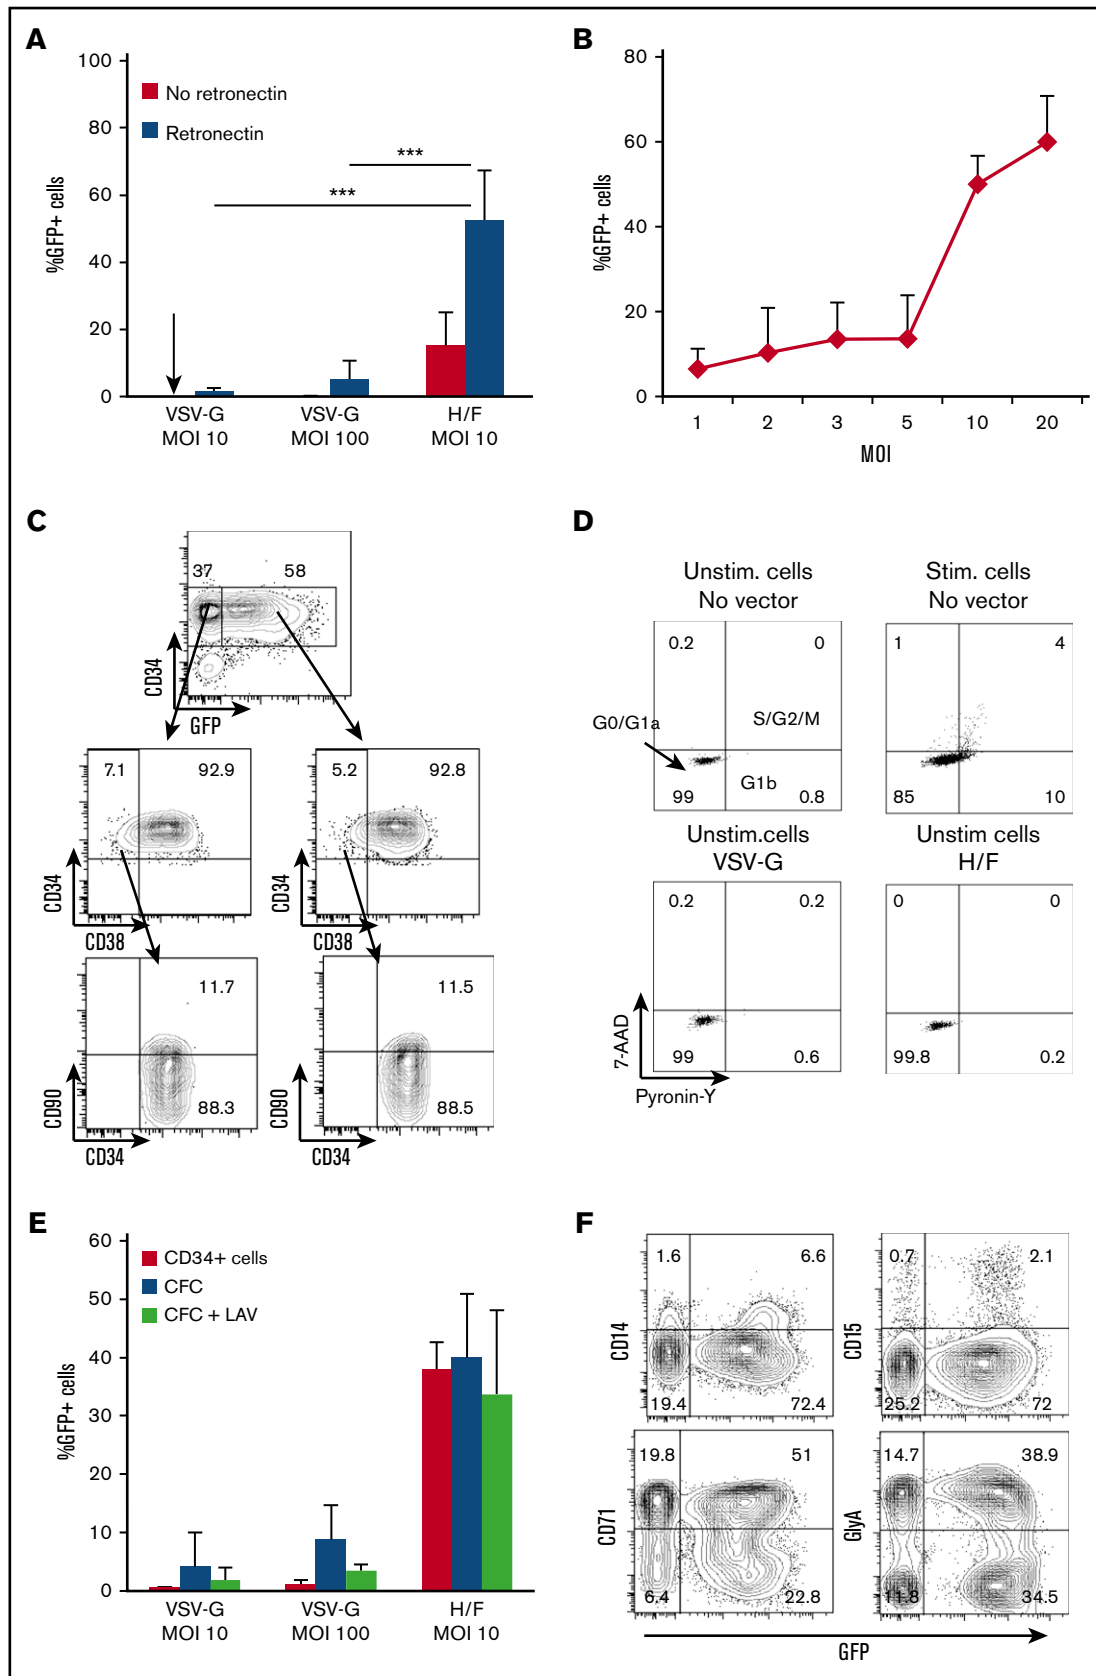 A
100
80
60
40
20
0
%GFP+ cells
No retronectin
Retronectin
***
***
VSV-G
MOI 10
VSV-G
MOI 100
H/F
MOI 10
B
80
60
40
20
0
%GFP+ cells
1 2 3 5 10 20
MOI
C
37 58
CD34
GFP
7.1 92.9
CD34
CD38
5.2 92.8
CD34
CD38
11.7
88.3
CD90
CD34
11.5
88.5
CD90
CD34
D
Unstim. cells
No vector
0.2 0
G0/G1a
S/G2/M
G1b
99 0.8
Stim. cells
No vector
1 4
85 10
Unstim.cells
VSV-G
0.2 0.2
99 0.6
7-AAD
Pyronin-Y
Unstim cells
H/F
0 0
99.8 0.2
E
60
50
40
30
20
10
0
%GFP+ cells
CD34+ cells
CFC
CFC + LAV
VSV-G
MOI 10
VSV-G
MOI 100
H/F
MOI 10
F
1.6 6.6
CD14
19.4 72.4
0.7 2.1
CD15
25.2 72
19.8 51
CD71
6.4 22.8
14.7 38.9
GlyA
11.8 34.5
GFP